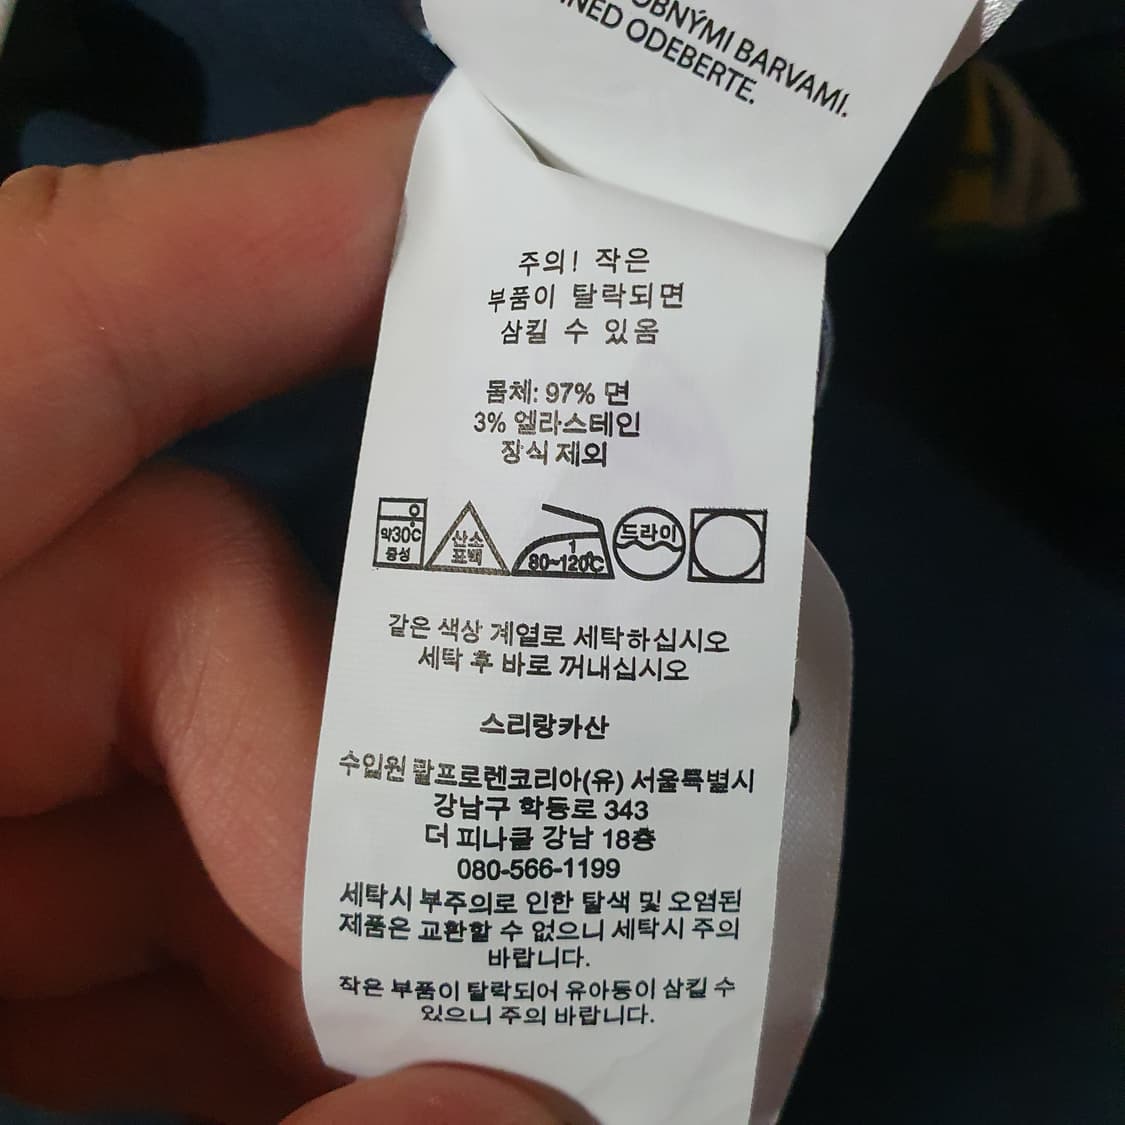 OBNÝMI BARVAMI.
NED ODEBERTE.
주의! 작은
부품이 탈락되면
삼킬 수 있옴
몸체: 97% 면
3% 엘라스테인
장식 제외
약30℃
중성
산소
표백
1
80~120℃
드라이
같은 색상 계열로 세탁하십시오
세탁 후 바로 꺼내십시오
스리랑카산
수입원 랄프로렌코리아(유) 서울특별시
강남구 학동로 343
더 피나클 강남 18층
080-566-1199
세탁시 부주의로 인한 탈색 및 오염된
제품은 교환할 수 없으니 세탁시 주의
바랍니다.
작은 부품이 탈락되어 유아등이 삼킬 수
있으니 주의 바랍니다.